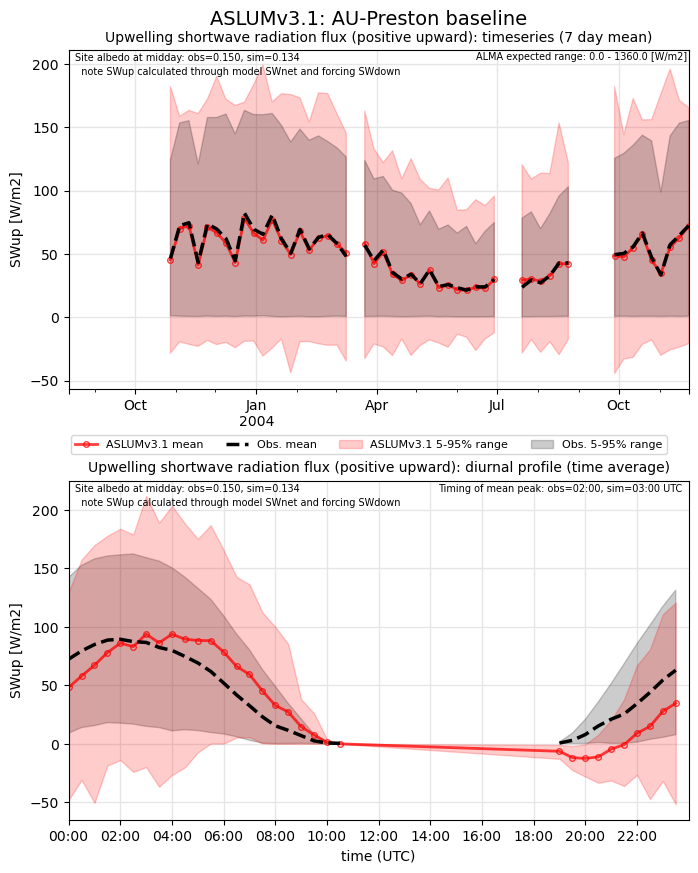 ASLUMv3.1: AU-Preston baseline
Upwelling shortwave radiation flux (positive upward): timeseries (7 day mean)
Site albedo at midday: obs=0.150, sim=0.134
ALMA expected range: 0.0 - 1360.0 [W/m2]
note SWup calculated through model SWnet and forcing SWdown
SWup [W/m2]
200
150
100
50
0
−50
Oct
Jan
2004
Apr
Jul
Oct
ASLUMv3.1 mean
Obs. mean
ASLUMv3.1 5-95% range
Obs. 5-95% range
Upwelling shortwave radiation flux (positive upward): diurnal profile (time average)
Site albedo at midday: obs=0.150, sim=0.134
Timing of mean peak: obs=02:00, sim=03:00 UTC
note SWup calculated through model SWnet and forcing SWdown
SWup [W/m2]
200
150
100
50
0
−50
00:00 02:00 04:00 06:00 08:00 10:00 12:00 14:00 16:00 18:00 20:00 22:00
time (UTC)